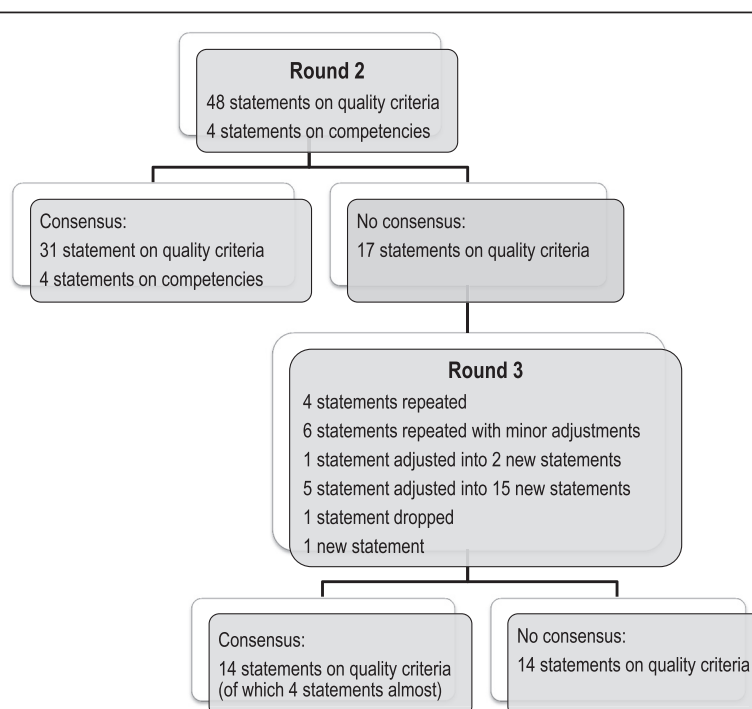 Round 2
48 statements on quality criteria
4 statements on competencies
Consensus:
31 statement on quality criteria
4 statements on competencies
No consensus:
17 statements on quality criteria
Round 3
4 statements repeated
6 statements repeated with minor adjustments
1 statement adjusted into 2 new statements
5 statement adjusted into 15 new statements
1 statement dropped
1 new statement
Consensus:
14 statements on quality criteria
(of which 4 statements almost)
No consensus:
14 statements on quality criteria